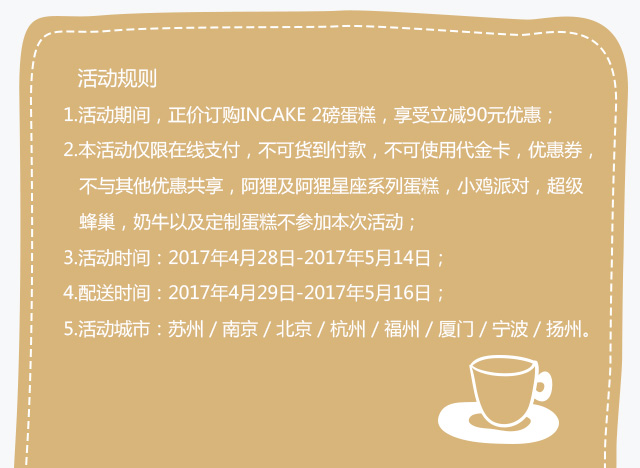 活动规则
1.活动期间，正价订购INCAKE 2磅蛋糕，享受立减90元优惠；
2.本活动仅限在线支付，不可货到付款，不可使用代金卡，优惠券，
不与其他优惠共享，阿狸及阿狸星座系列蛋糕，小鸡派对，超级
蜂巢，奶牛以及定制蛋糕不参加本次活动；
3.活动时间：2017年4月28日-2017年5月14日；
4.配送时间：2017年4月29日-2017年5月16日；
5.活动城市：苏州 / 南京 / 北京 / 杭州 / 福州 / 厦门 / 宁波 / 扬州。